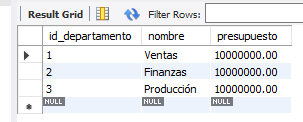 Result Grid Filter Rows:
id_departamento nombre presupuesto
1 Ventas 10000000.00
2 Finanzas 10000000.00
3 Producción 10000000.00
NULL NULL NULL